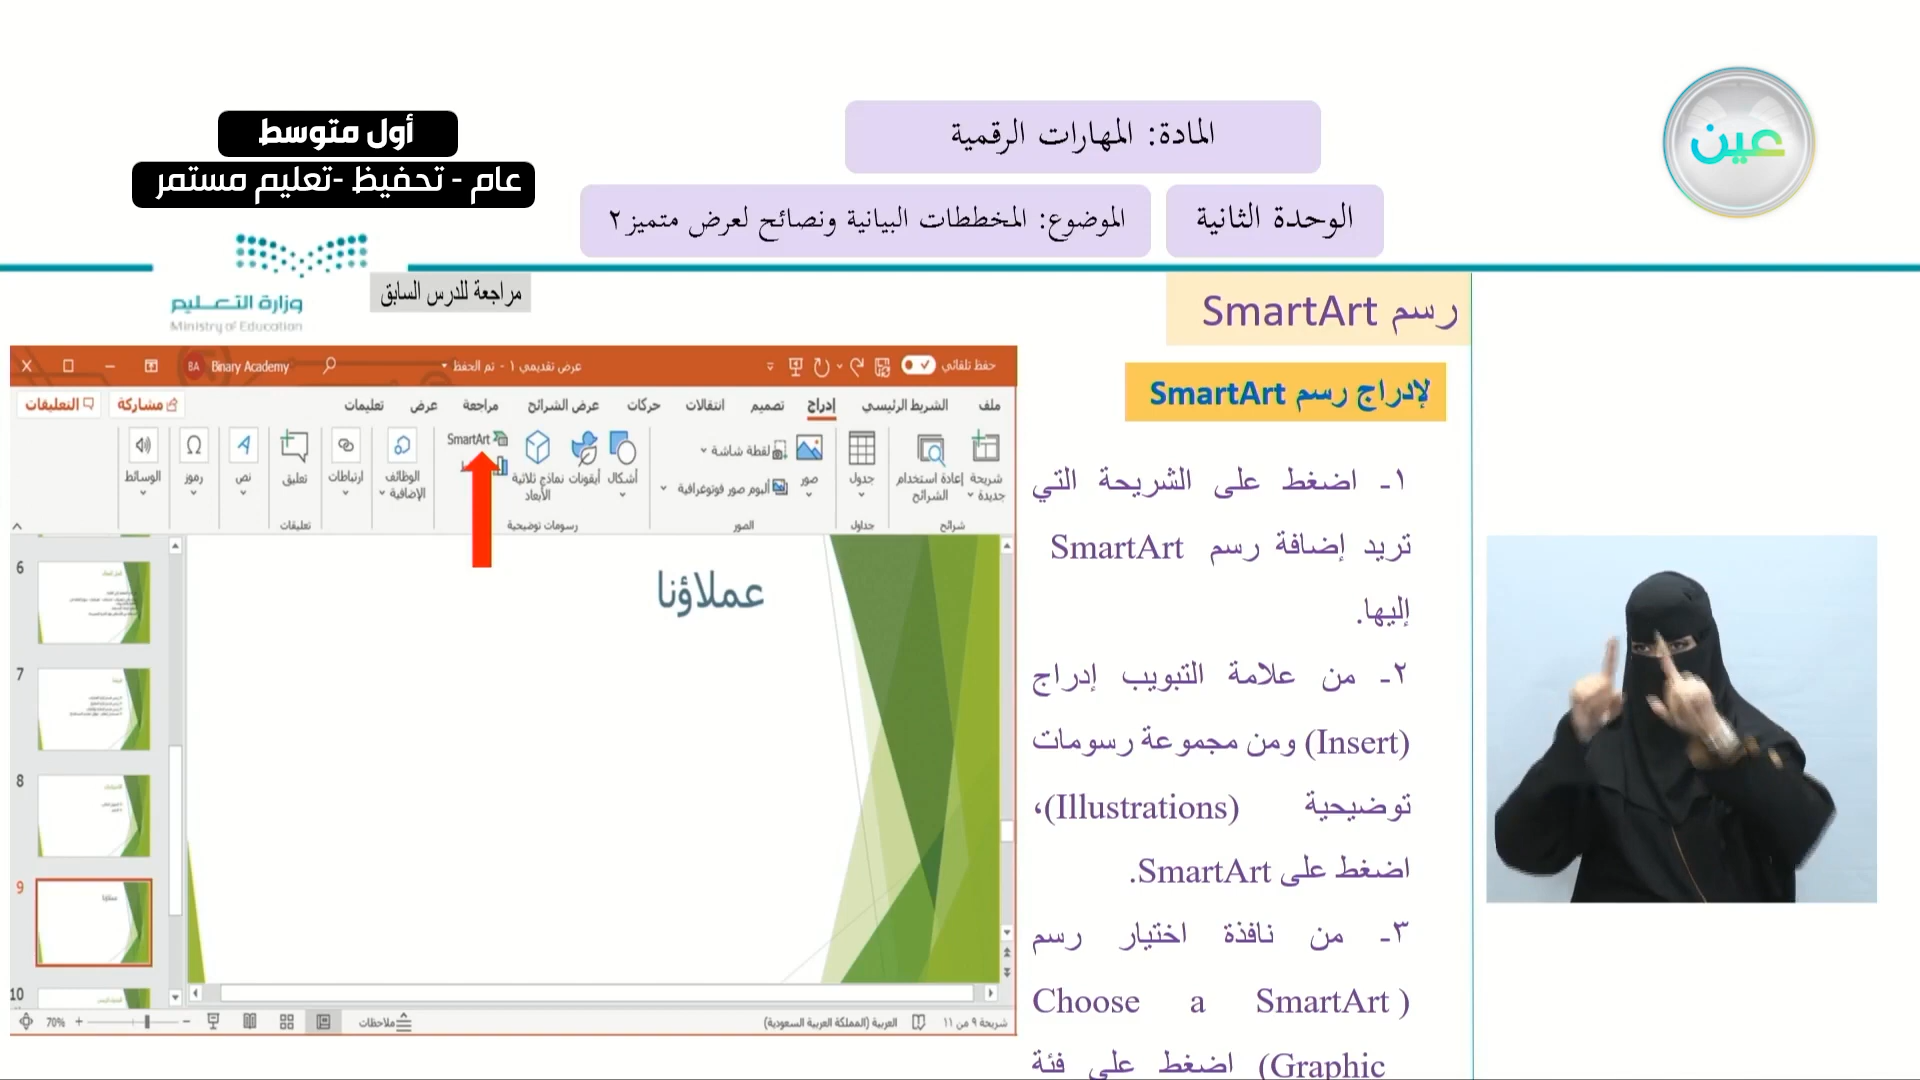 عين
المادة: المهارات الرقمية
الوحدة الثانية
الموضوع: المخططات البيانية ونصائح لعرض متميز ٢
أول متوسط
عام - تحفيظ -تعليم مستمر
وزارة التعليم
Ministry of Education
مراجعة للدرس السابق
رسم SmartArt
لإدراج رسم SmartArt
١- اضغط على الشريحة التي
تريد إضافة رسم SmartArt
إليها.
٢- من علامة التبويب إدراج
(Insert) ومن مجموعة رسومات
توضيحية (Illustrations)،
اضغط على SmartArt.
٣- من نافذة اختيار رسم
Choose a SmartArt )
Graphic) اضغط على فئة
حفظ تلقائي
عرض تقديمي ١ - تم الحفظ
Binary Academy
BA
ملف الشريط الرئيسي إدراج تصميم انتقالات حركات عرض الشرائح مراجعة عرض تعليمات
مشاركة التعليقات
شريحة جديدة
إعادة استخدام الشرائح
جدول
صور
لقطة شاشة
ألبوم صور فوتوغرافية
أشكال
أيقونات
نماذج ثلاثية الأبعاد
SmartArt
الوظائف الإضافية
ارتباطات
تعليق
نص
رموز
الوسائط
شرائح جداول الصور رسومات توضيحية تعليقات
عملاؤنا
6
7
8
9
عملاؤنا
10
شريحة ٩ من ١١
العربية (المملكة العربية السعودية)
ملاحظات
70%